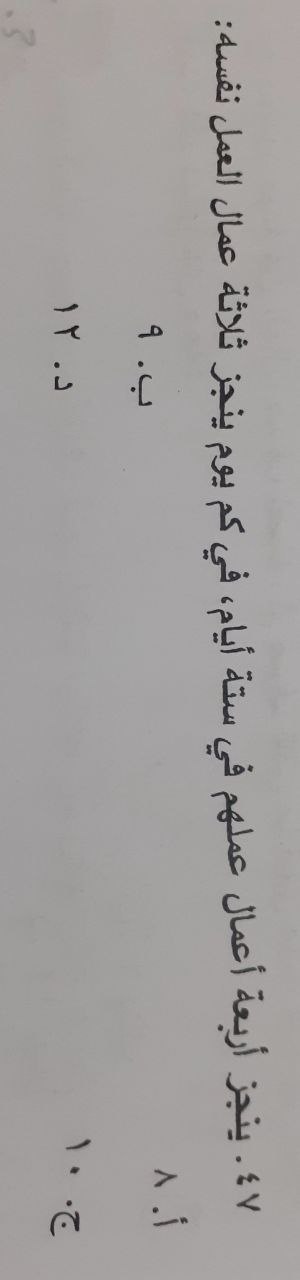 ٤٧. ينجز أربعة أعمال عملهم في ستة أيام، في كم يوم ينجز ثلاثة عمال العمل نفسه:
أ. ٨ ب. ٩
ج. ١٠ د. ١٢